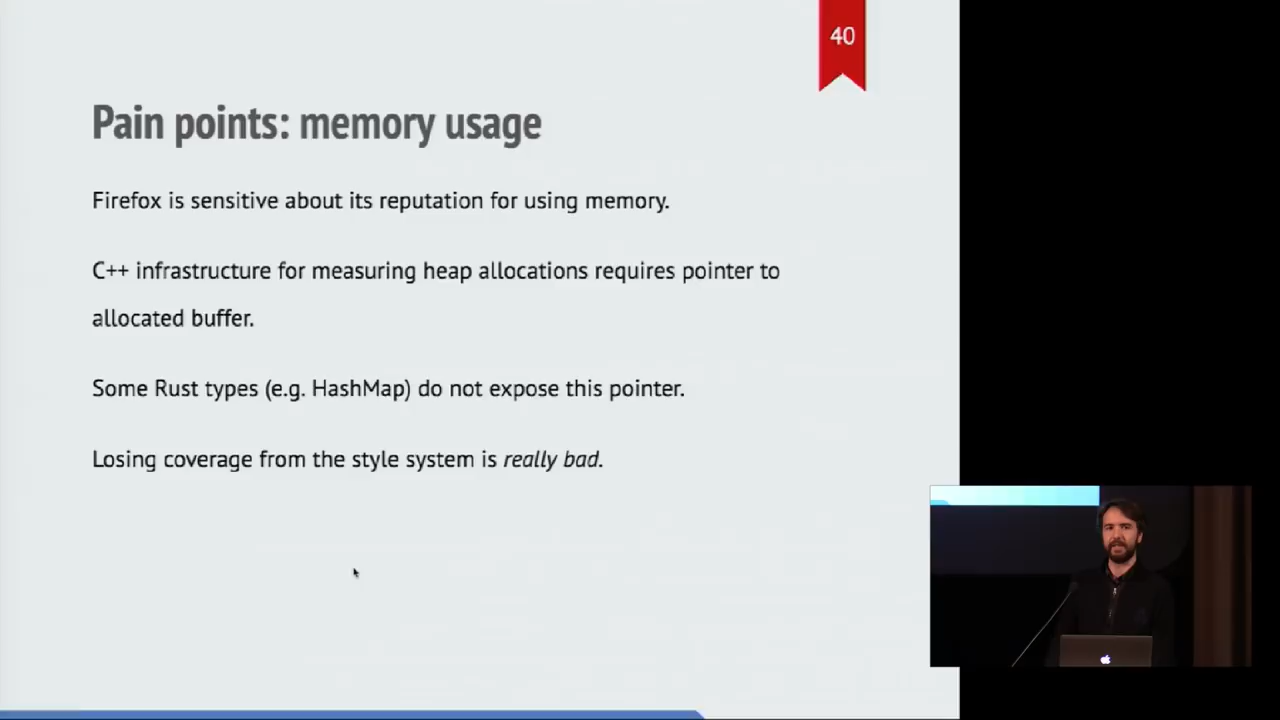 40
Pain points: memory usage
Firefox is sensitive about its reputation for using memory.
C++ infrastructure for measuring heap allocations requires pointer to
allocated buffer.
Some Rust types (e.g. HashMap) do not expose this pointer.
Losing coverage from the style system is really bad.